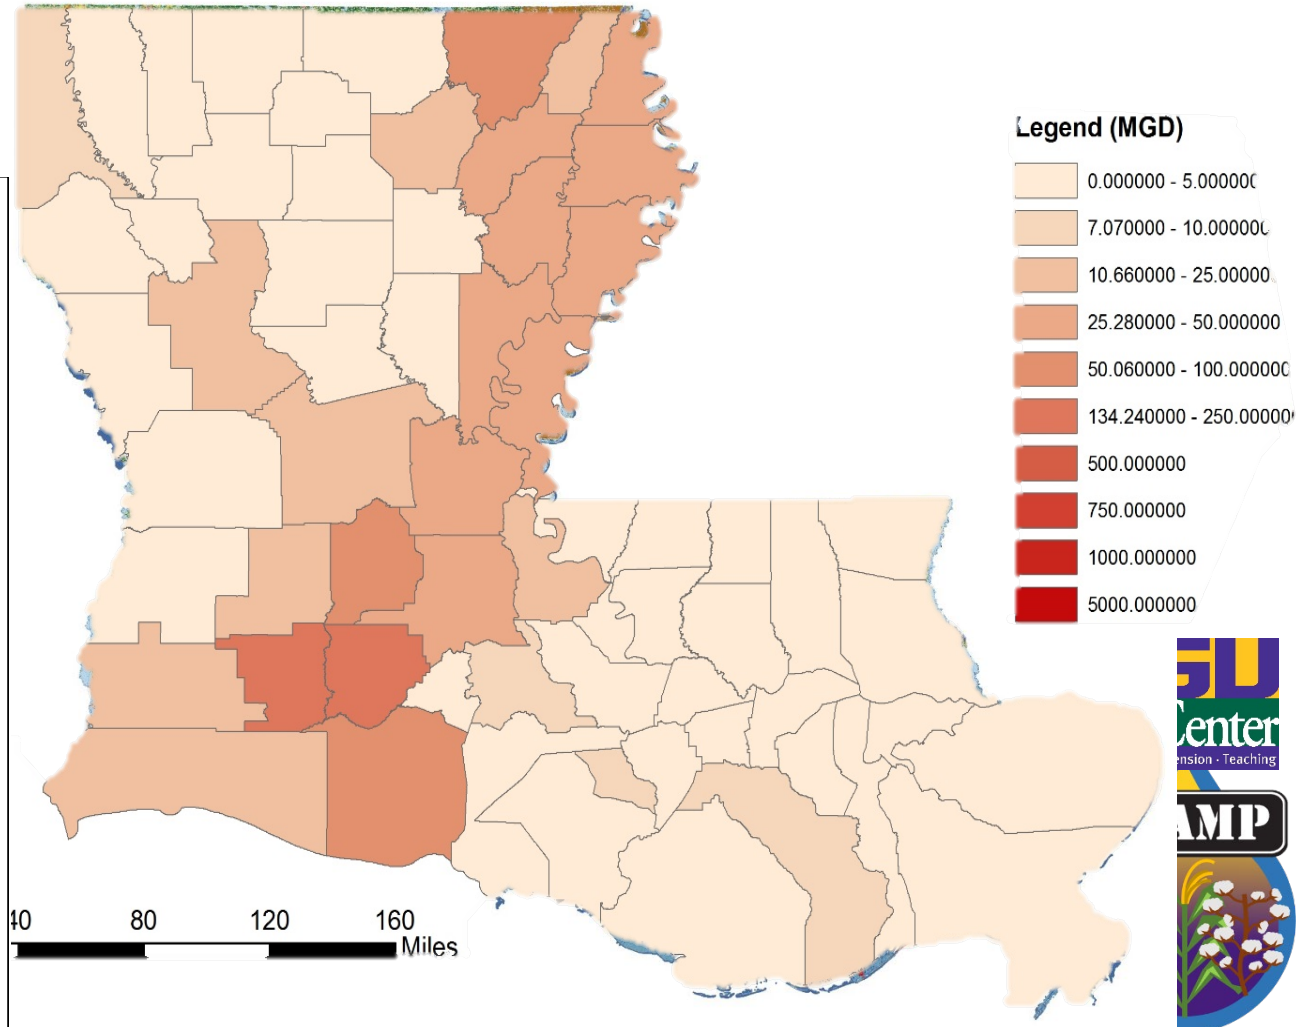 Legend (MGD)
0.000000 - 5.000000
7.070000 - 10.000000
10.660000 - 25.00000
25.280000 - 50.000000
50.060000 - 100.000000
134.240000 - 250.00000
500.000000
750.000000
1000.000000
5000.000000
Center
ension · Teaching
AMP
40 80 120 160
Miles